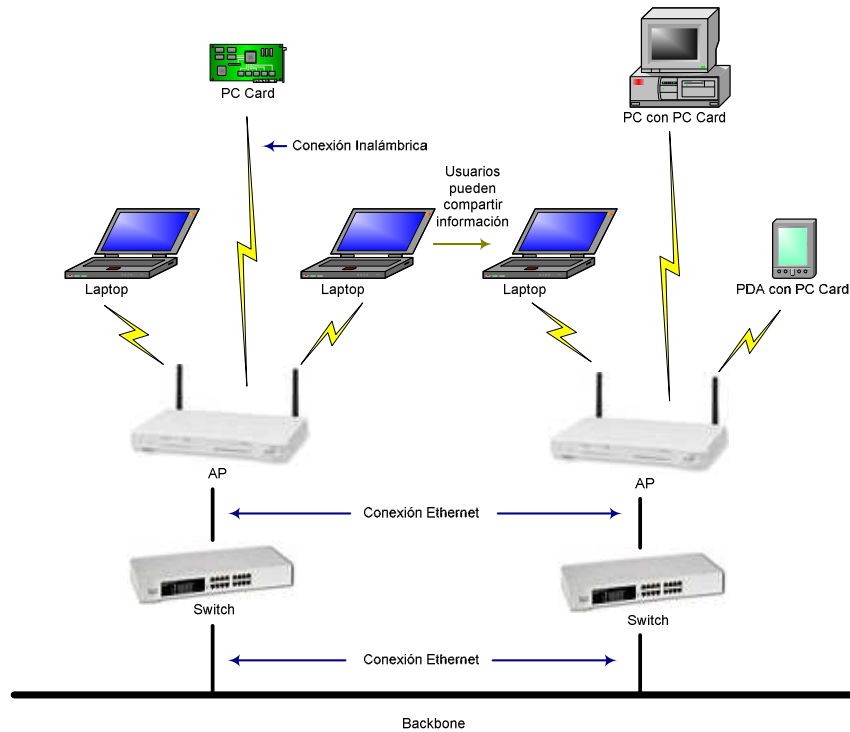 PC Card
PC con PC Card
Conexión Inalámbrica
Usuarios
pueden
compartir
información
Laptop
Laptop
Laptop
PDA con PC Card
AP
AP
Conexión Ethernet
Switch
Switch
Conexión Ethernet
Backbone